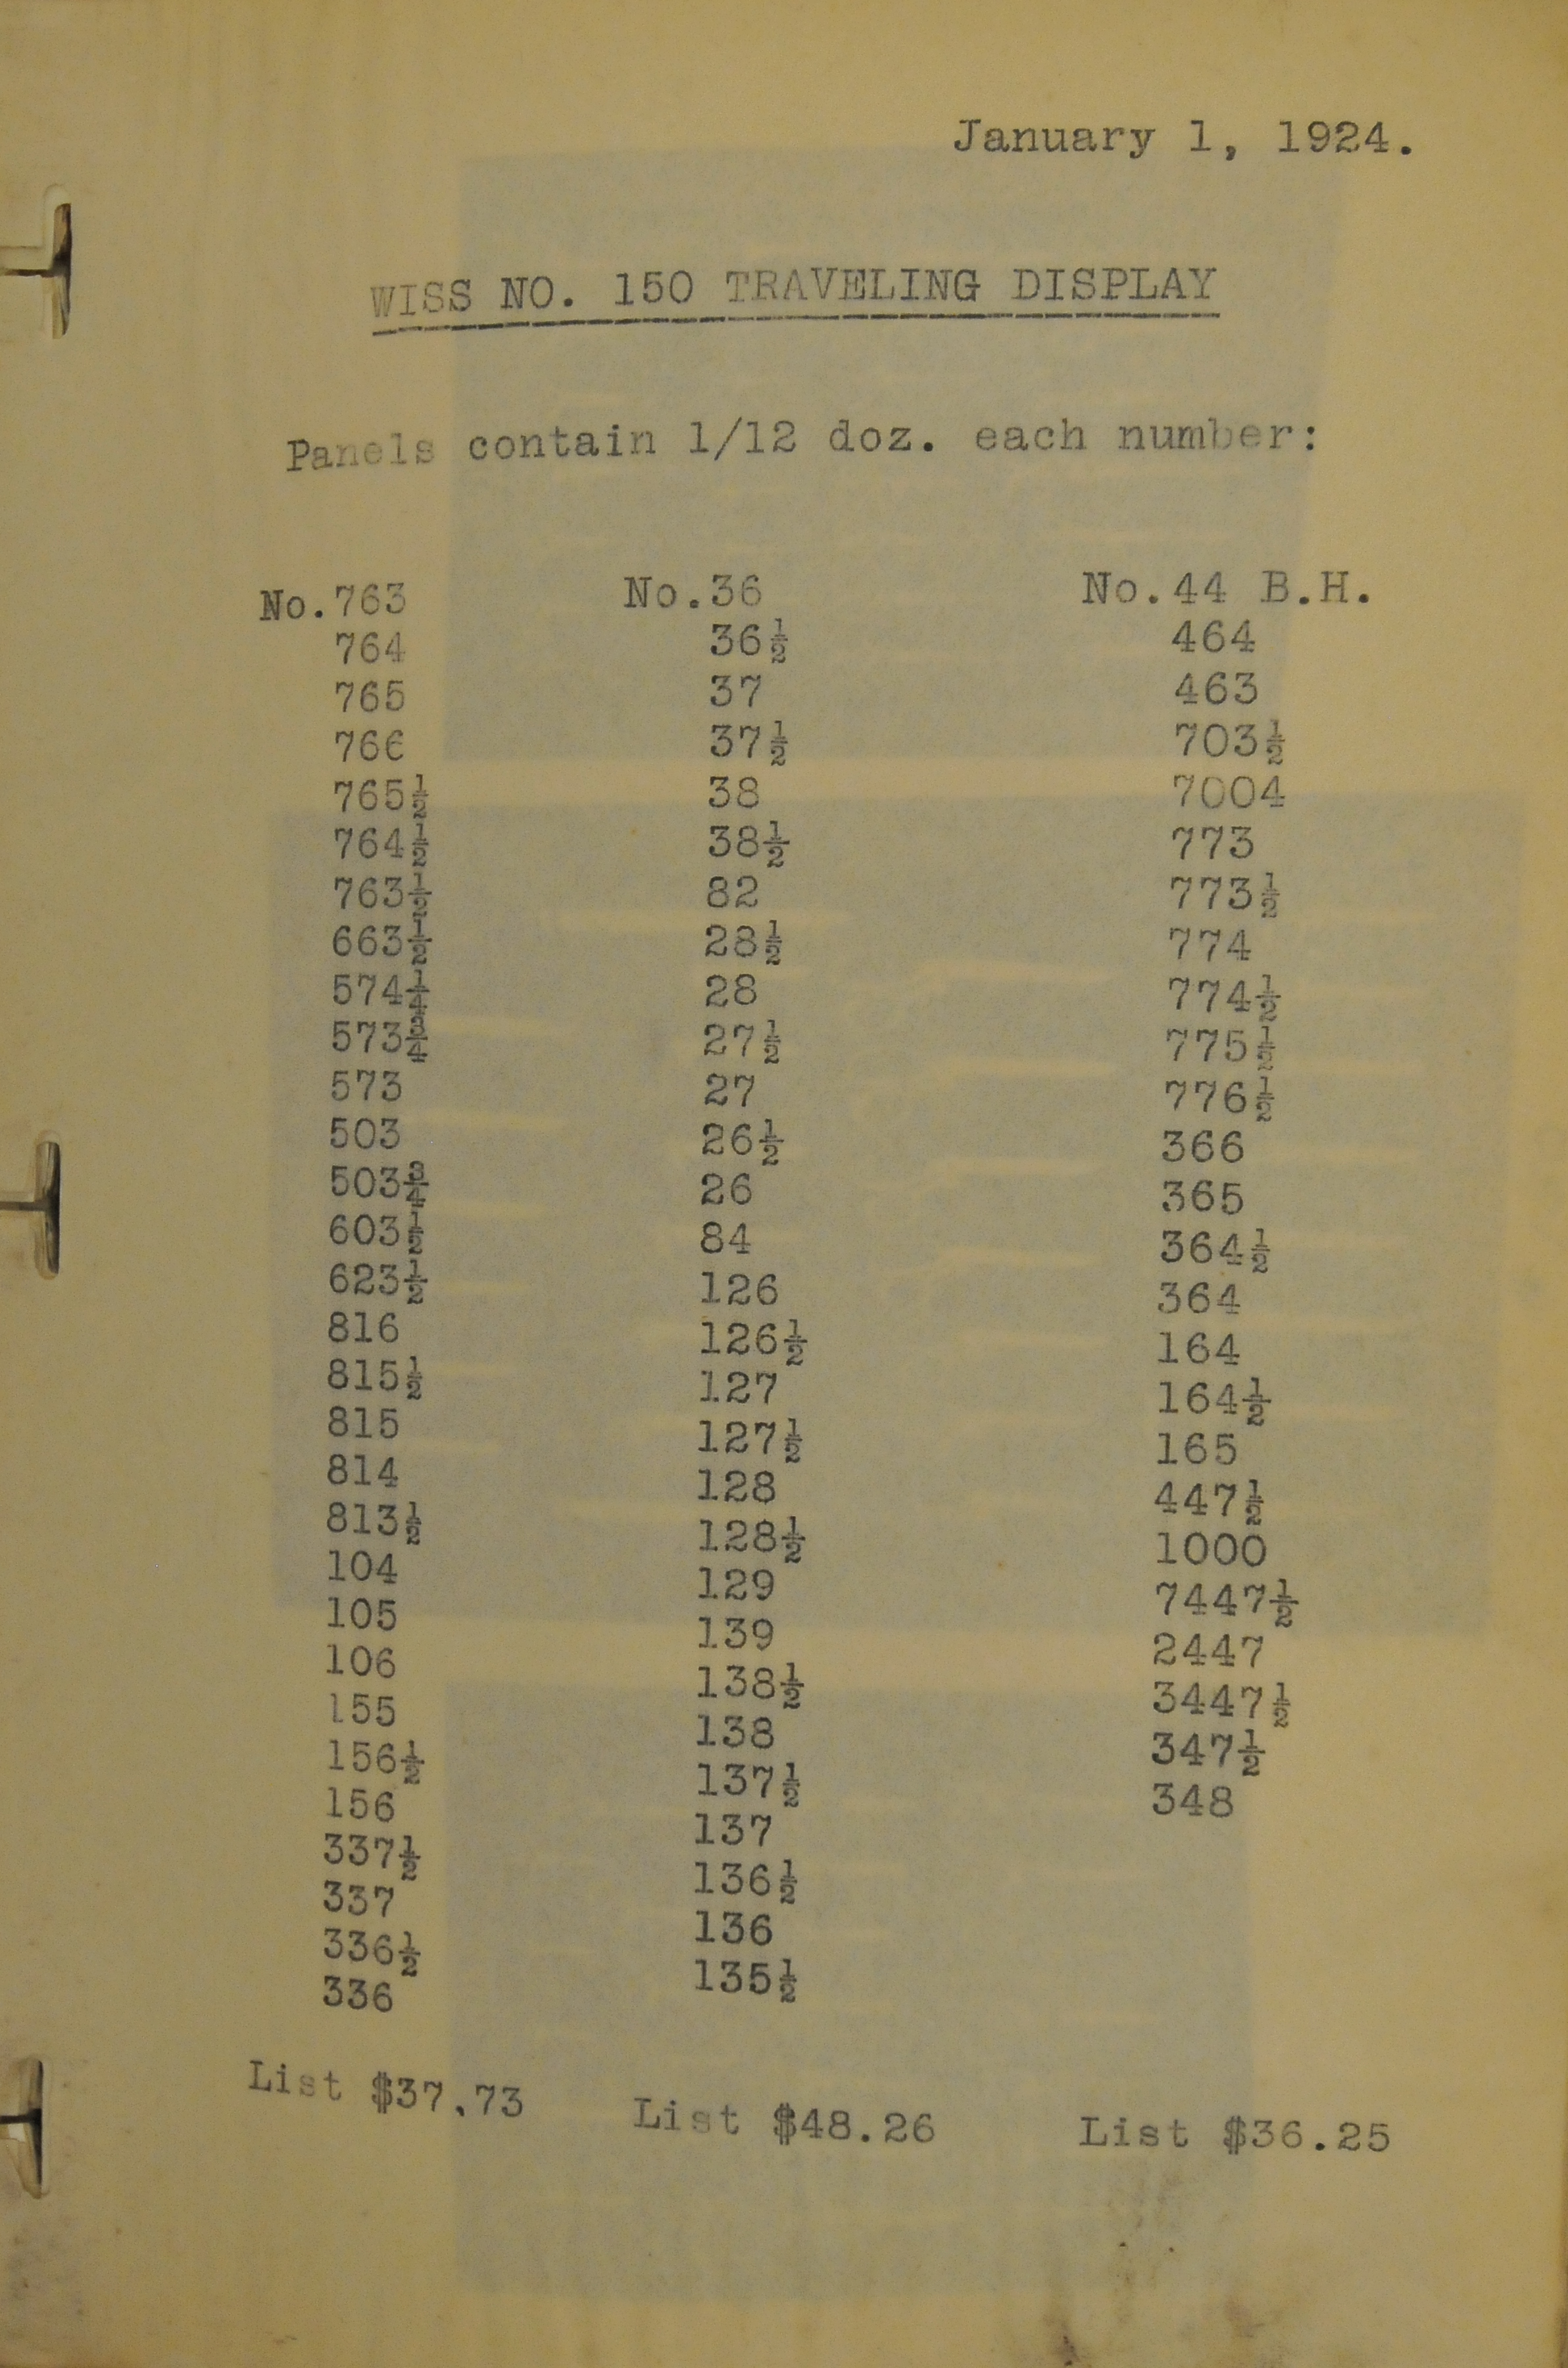 January 1, 1924.
WISS NO. 150 TRAVELING DISPLAY
Panels contain 1/12 doz. each number:
No.763 No.36 No.44 B.H.
764 36½ 464
765 37 463
766 37½ 703½
765½ 38 7004
764½ 38½ 773
763½ 82 773½
663½ 28½ 774
574¼ 28 774½
573¾ 27½ 775½
573 27 776½
503 26½ 366
503¾ 26 365
603½ 84 364½
623½ 126 364
816 126½ 164
815½ 127 164½
815 127½ 165
814 128 447½
813½ 128½ 1000
104 129 7447½
105 139 2447
106 138½ 3447½
155 138 347½
156½ 137½ 348
156 137
337½ 136½
337 136
336½ 135½
336
List $37.73 List $48.26 List $36.25